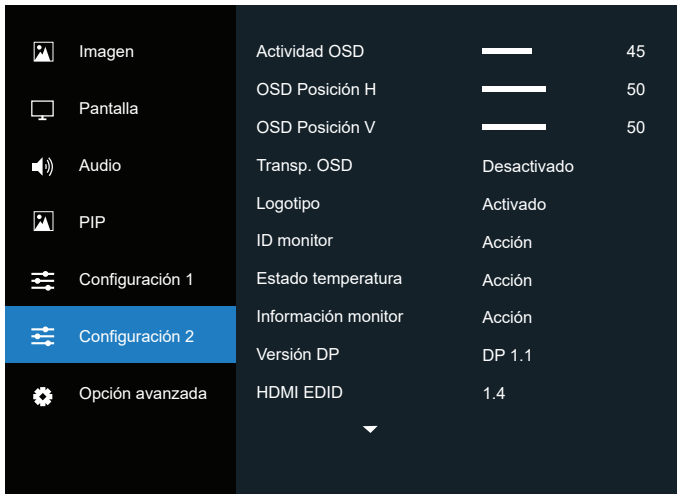 Imagen
Pantalla
Audio
PIP
Configuración 1
Configuración 2
Opción avanzada
Actividad OSD 45
OSD Posición H 50
OSD Posición V 50
Transp. OSD Desactivado
Logotipo Activado
ID monitor Acción
Estado temperatura Acción
Información monitor Acción
Versión DP DP 1.1
HDMI EDID 1.4